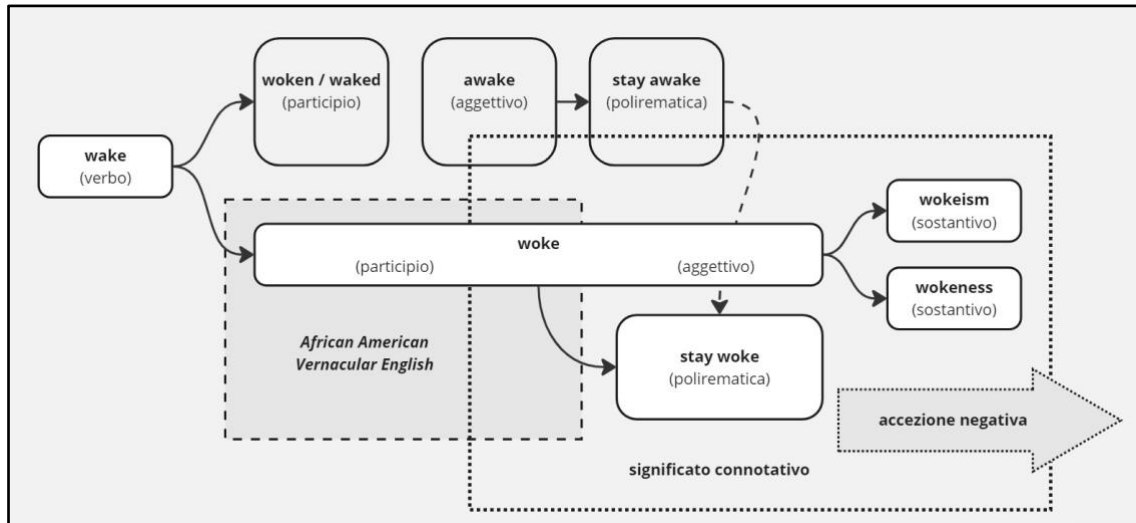 woken / waked
(participio)
awake
(aggettivo)
stay awake
(polirematica)
wake
(verbo)
woke
(participio)
(aggettivo)
wokeism
(sostantivo)
wokeness
(sostantivo)
African American
Vernacular English
stay woke
(polirematica)
accezione negativa
significato connotativo